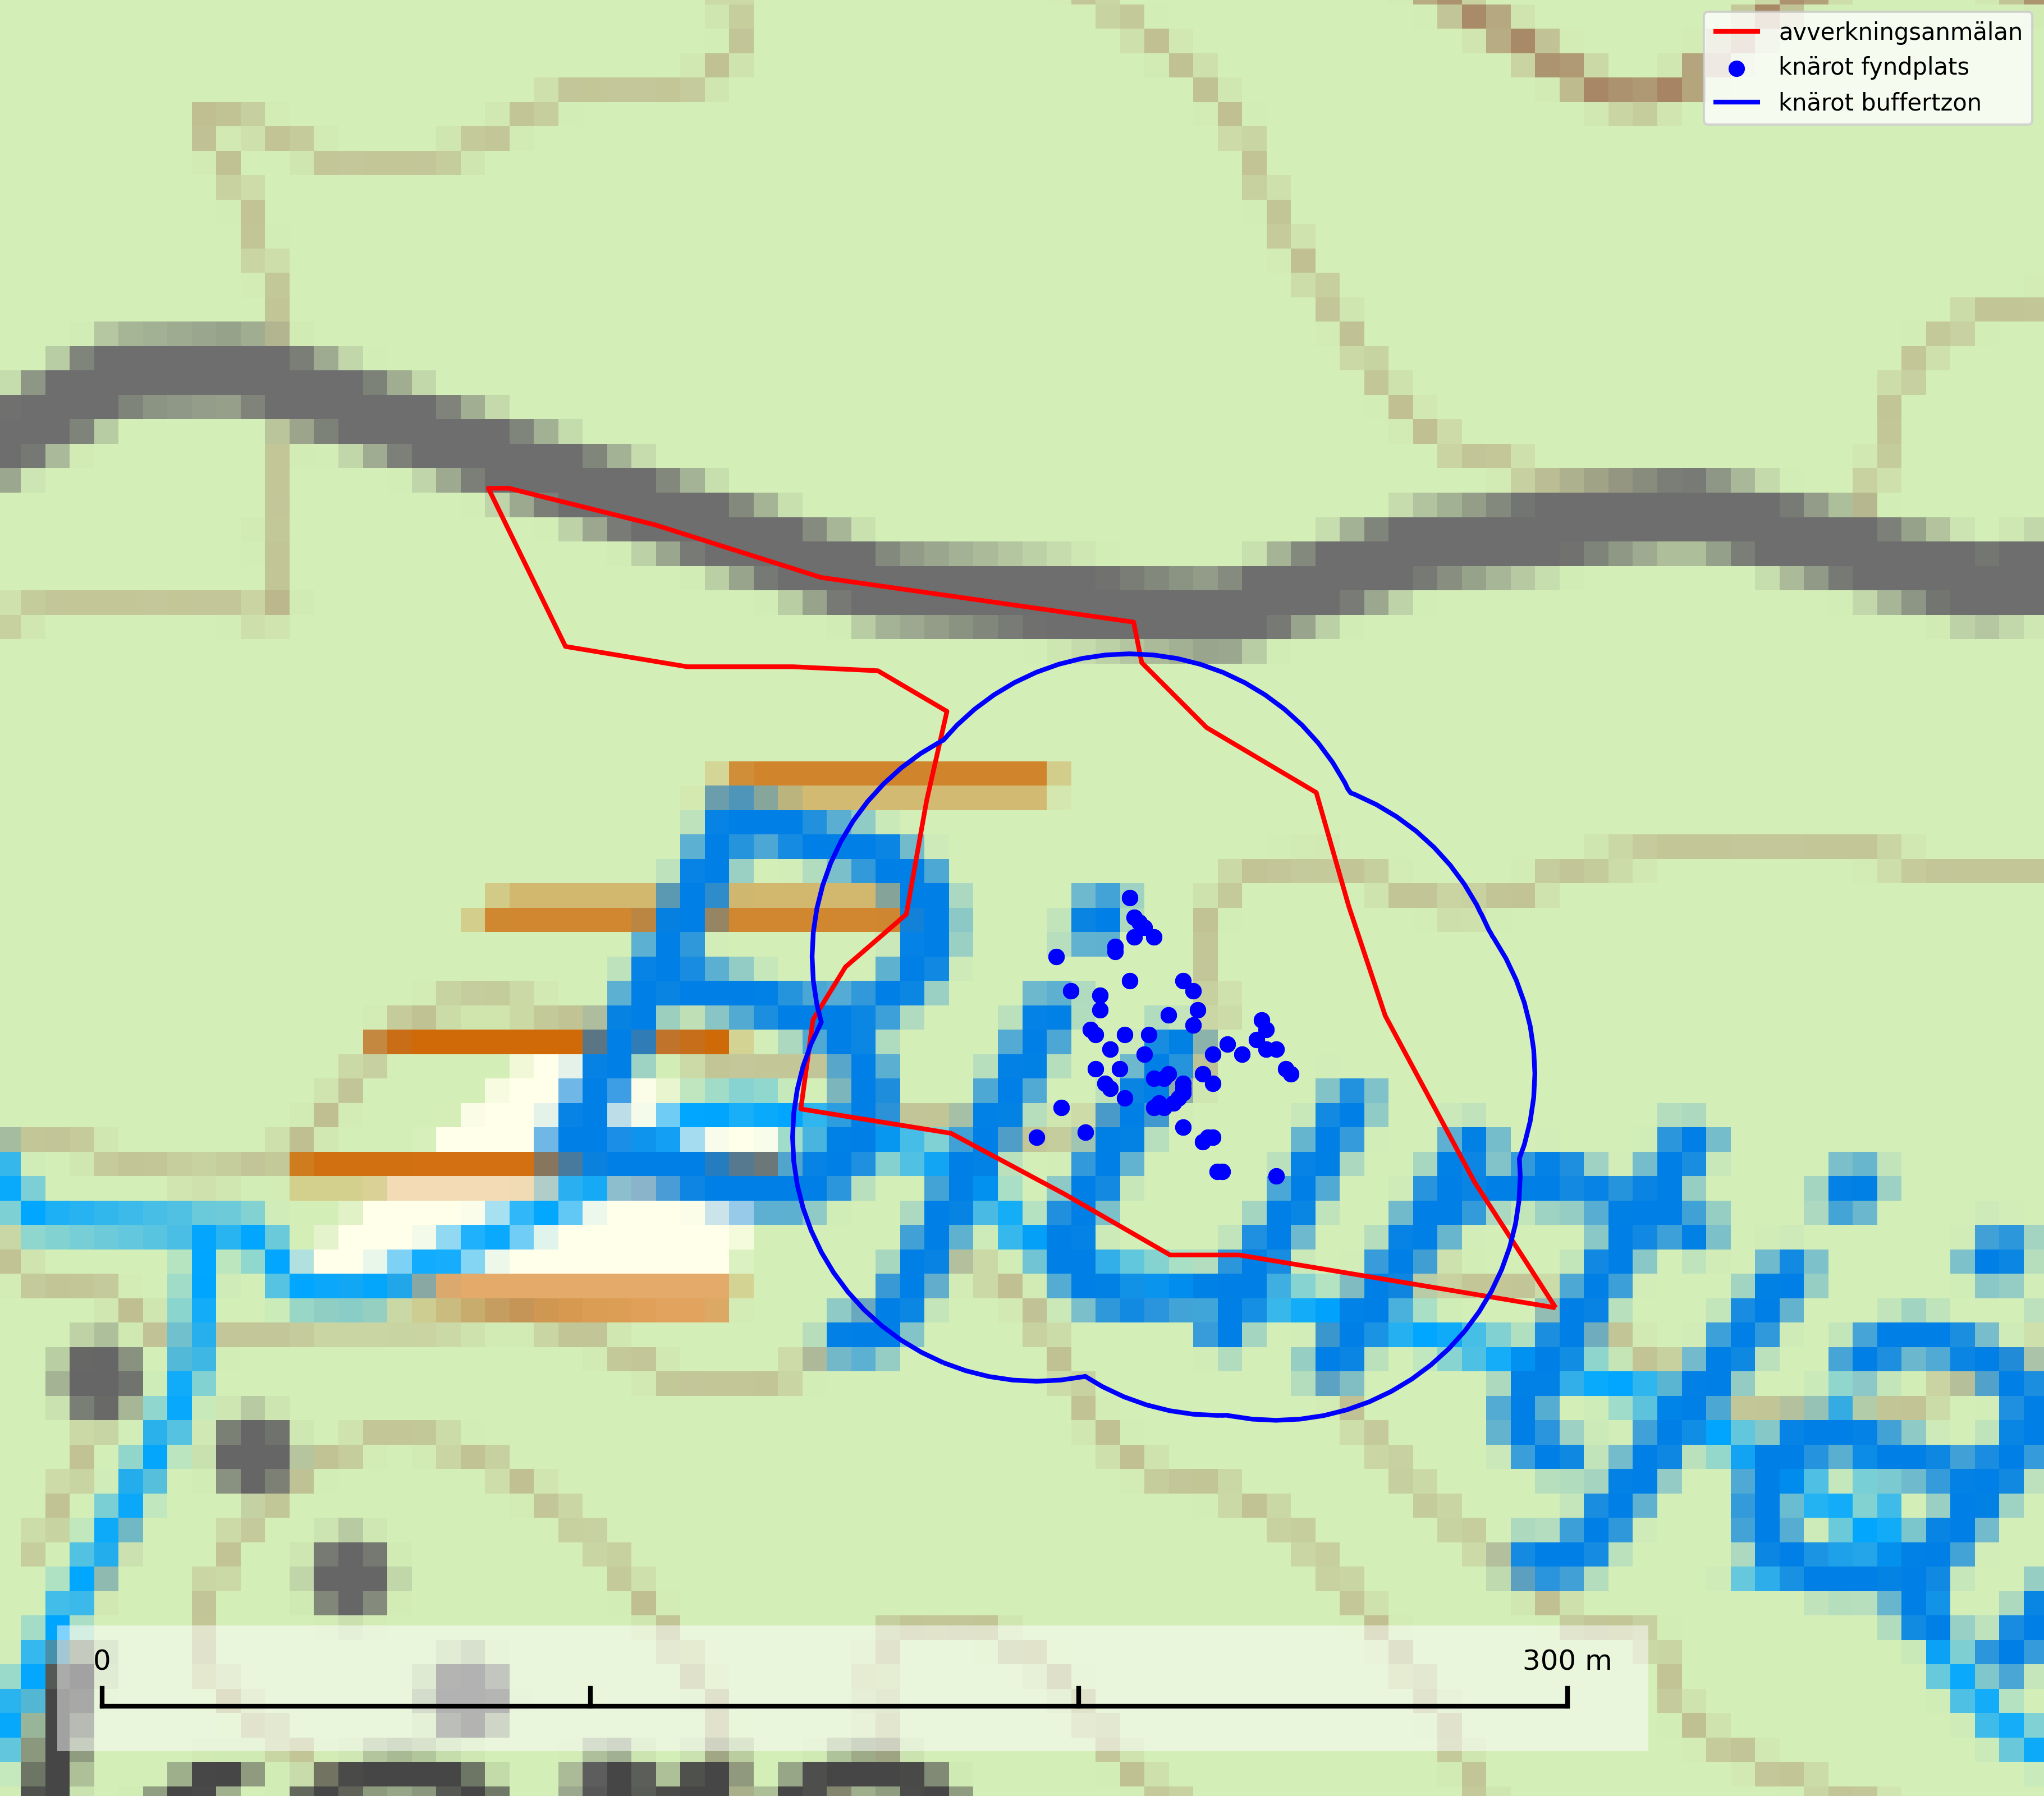 avverkningsanmälan
knärot fyndplats
knärot buffertzon
0 300 m